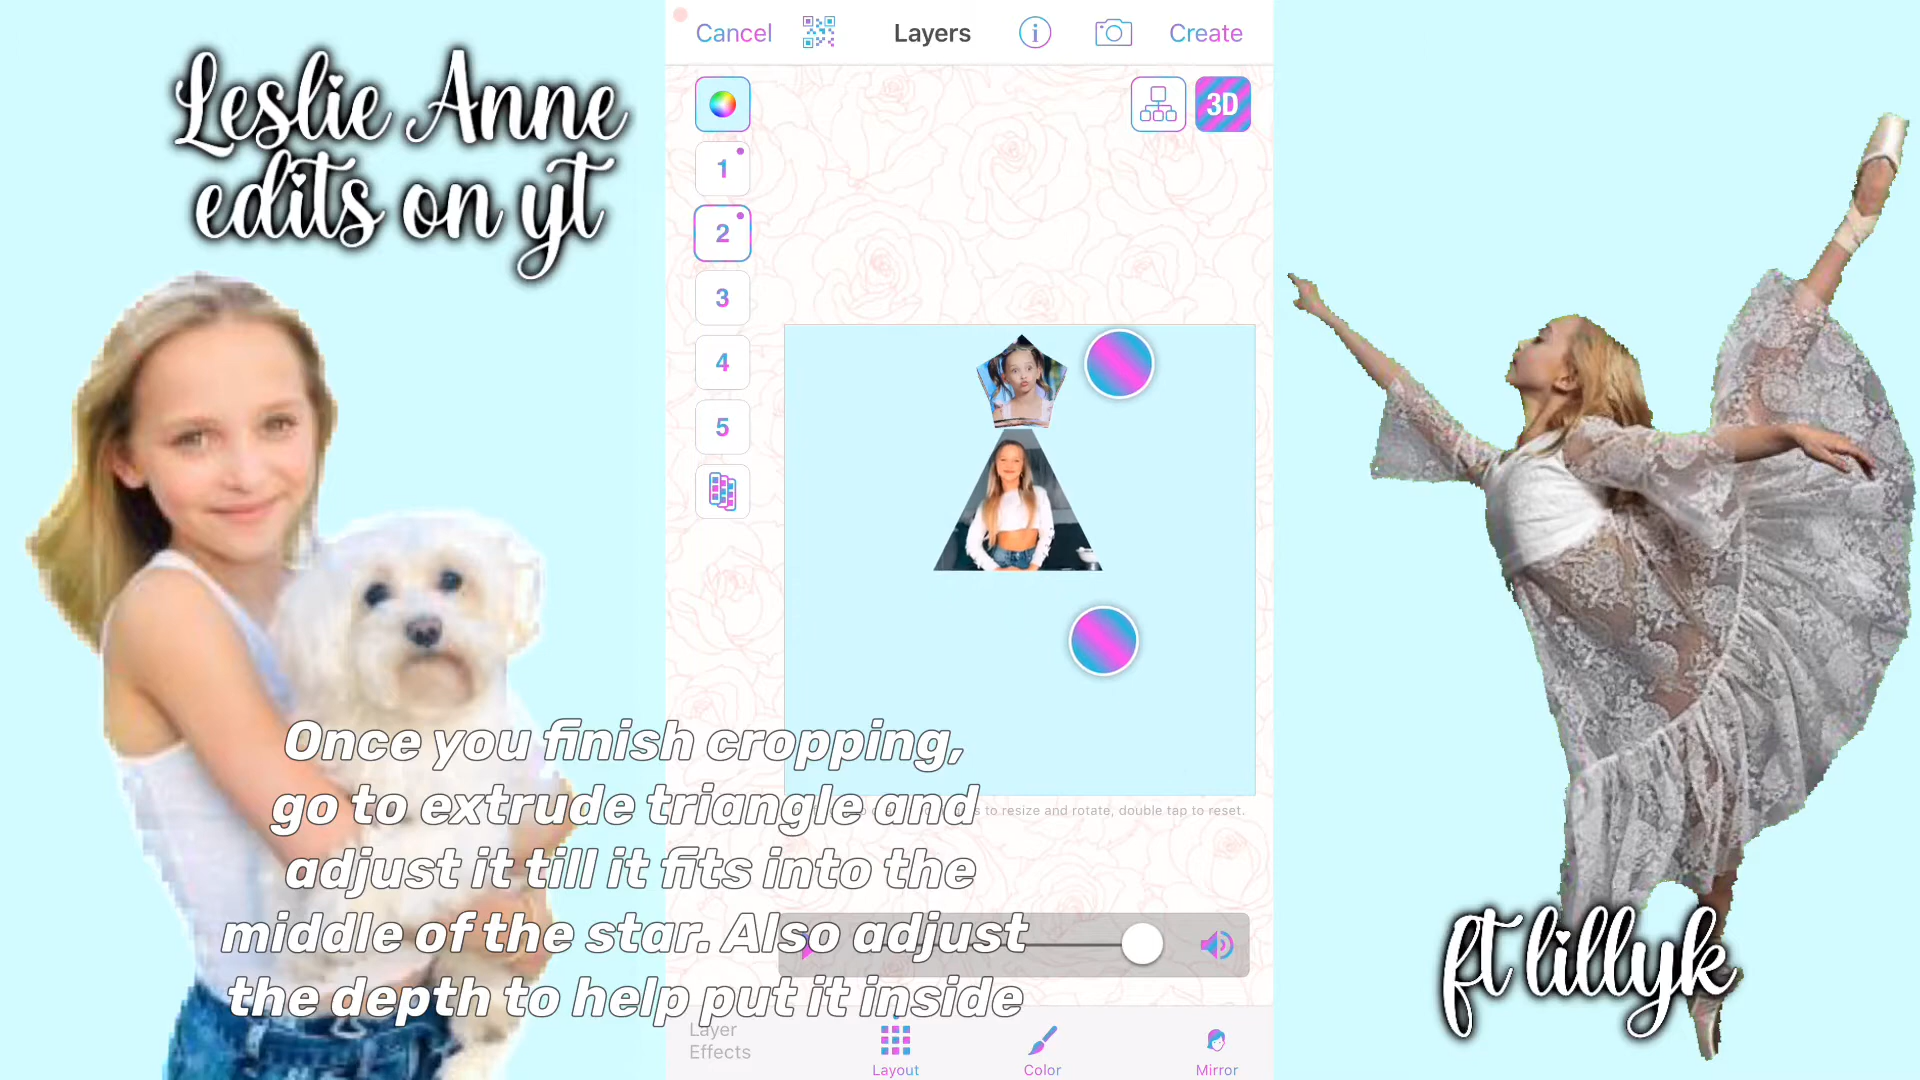 Leslie Anne
edits on yt
Cancel
Layers
Create
3D
1
2
3
4
5
s to resize and rotate, double tap to reset.
Once you finish cropping,
go to extrude triangle and
adjust it till it fits into the
middle of the star. Also adjust
the depth to help put it inside
Layer
Effects
Layout
Color
Mirror
ft lillyk